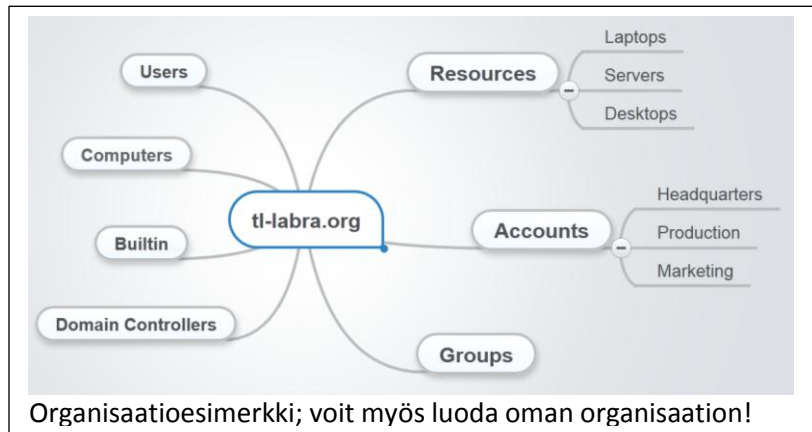 Users
Computers
Builtin
Domain Controllers
tl-labra.org
Resources
Laptops
Servers
Desktops
Accounts
Headquarters
Production
Marketing
Groups
Organisaatioesimerkki; voit myös luoda oman organisaation!